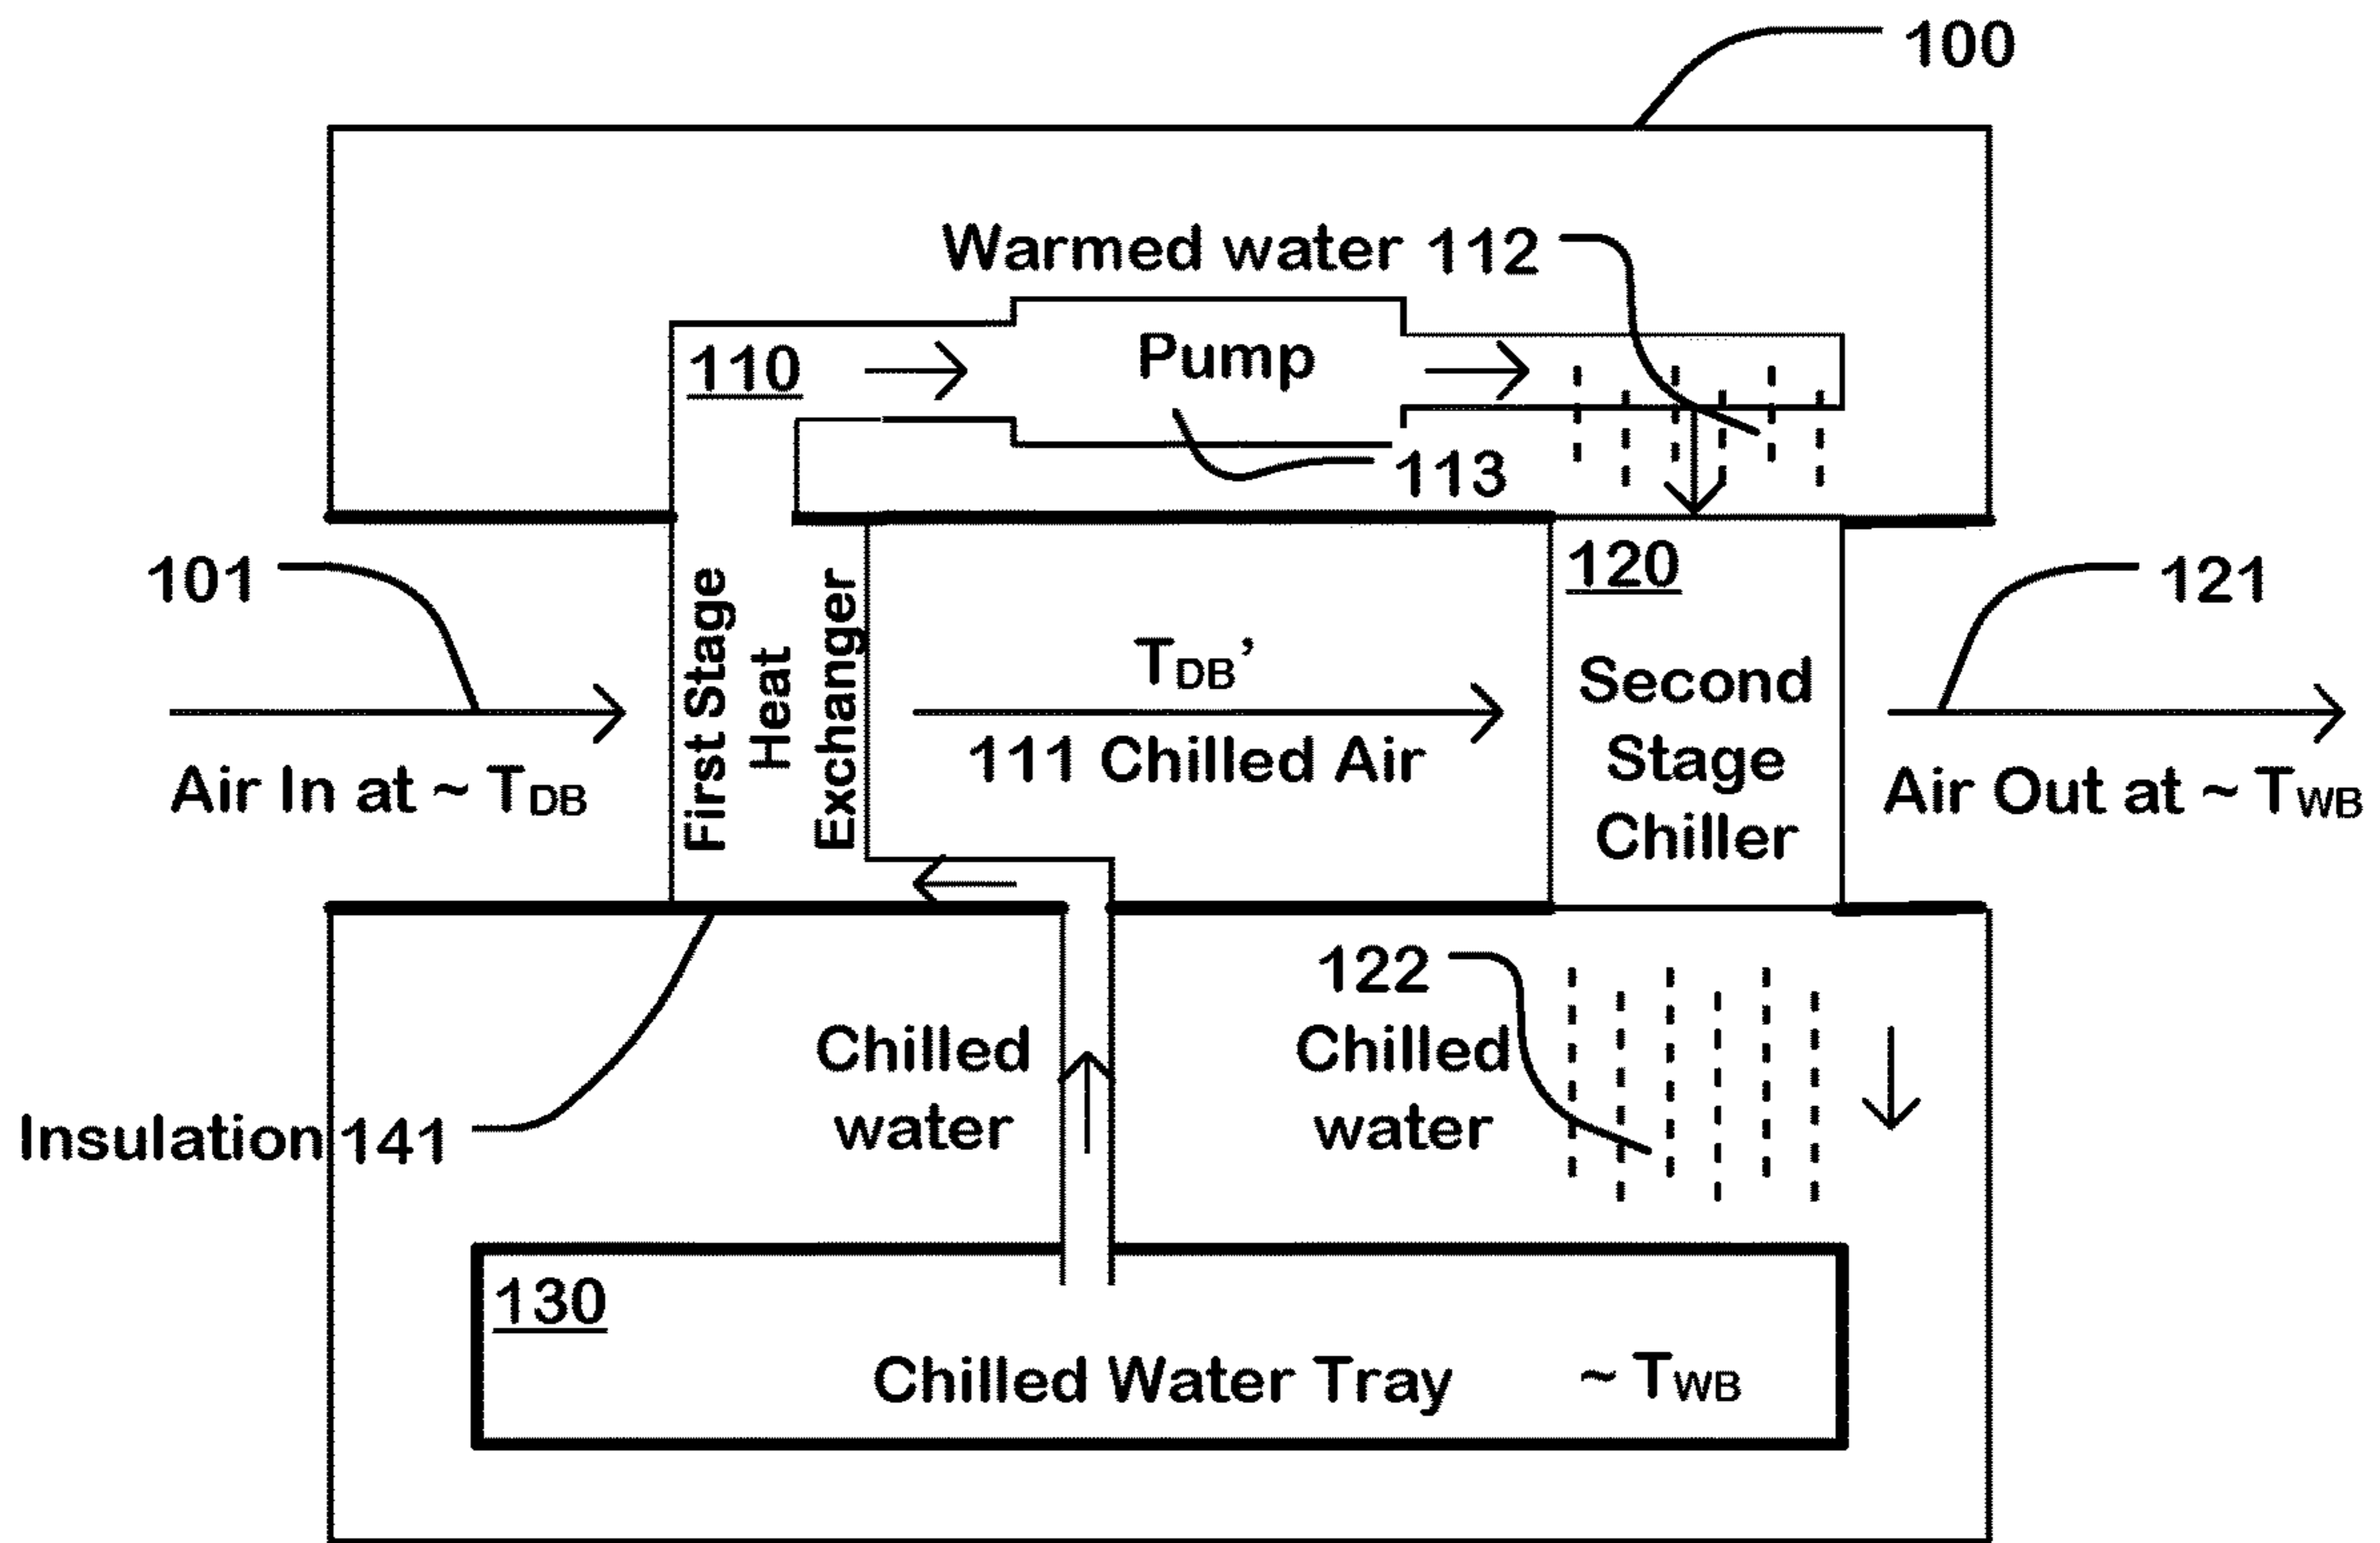 100
Warmed water 112
110
Pump
113
101
120
121
First Stage
Heat
Exchanger
TDB’
Second
Stage
Chiller
111 Chilled Air
Air In at ~ TDB
Air Out at ~ TWB
122
Chilled
water
Chilled
water
Insulation 141
130
Chilled Water Tray ~ TWB